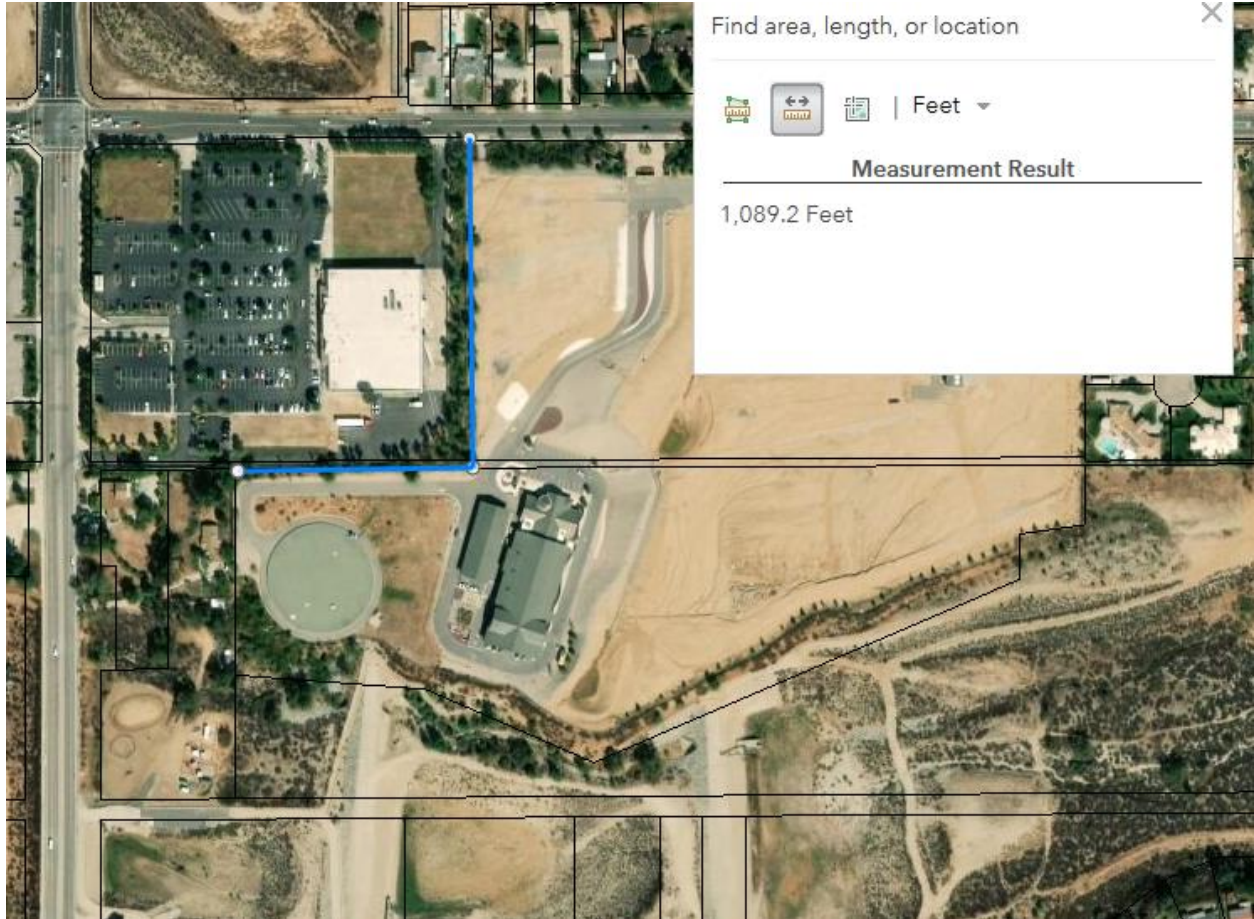 Find area, length, or location
| Feet
Measurement Result
1,089.2 Feet